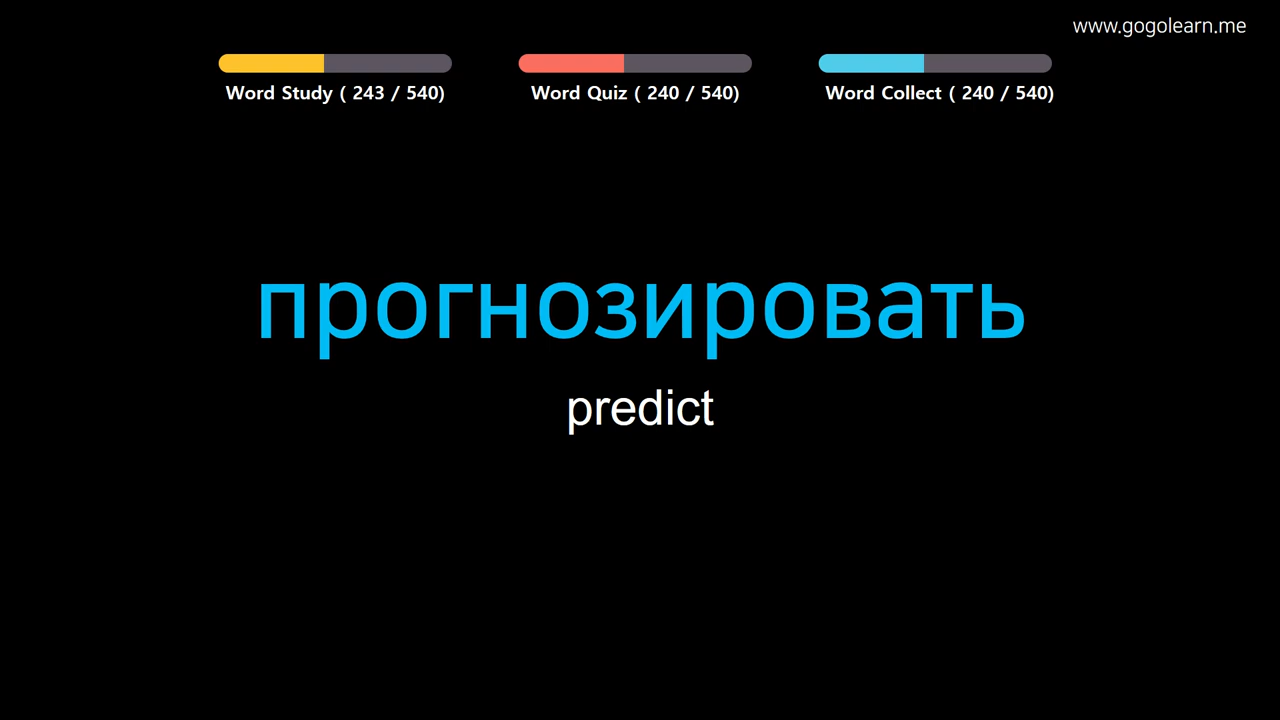 www.gogolearn.me
Word Study ( 243 / 540)
Word Quiz ( 240 / 540)
Word Collect ( 240 / 540)
прогнозировать
predict